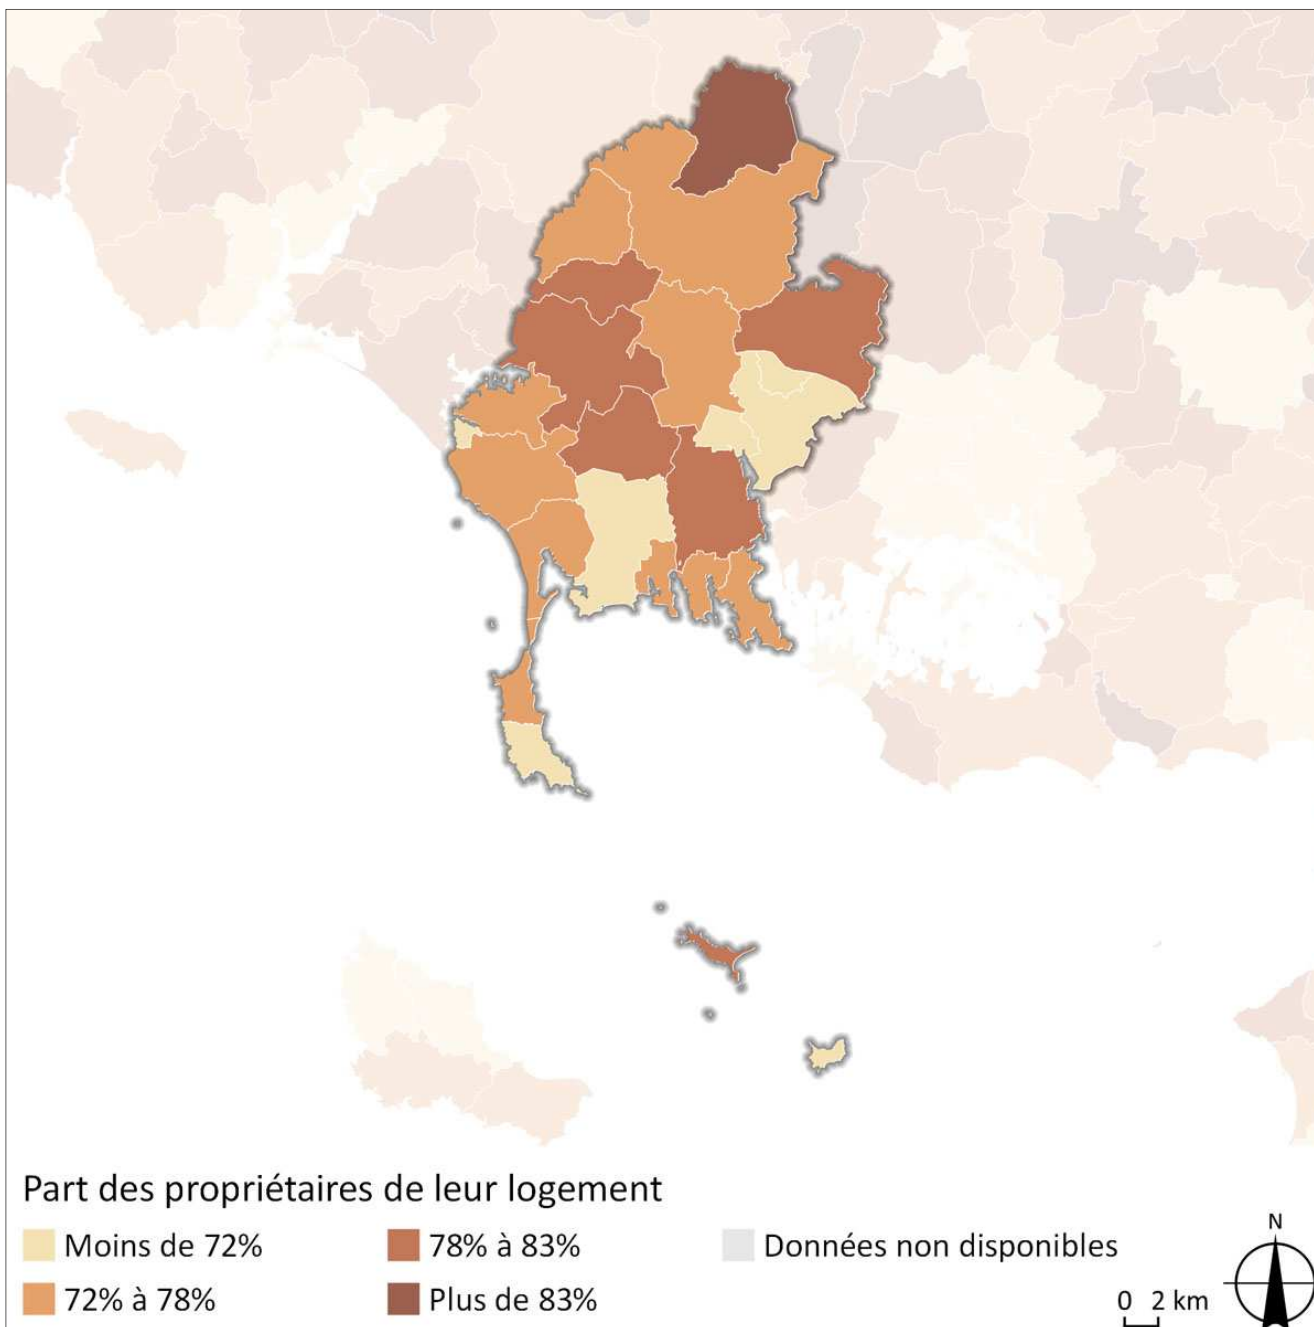 Part des propriétaires de leur logement
Moins de 72%
72% à 78%
78% à 83%
Plus de 83%
Données non disponibles
N
0 2 km